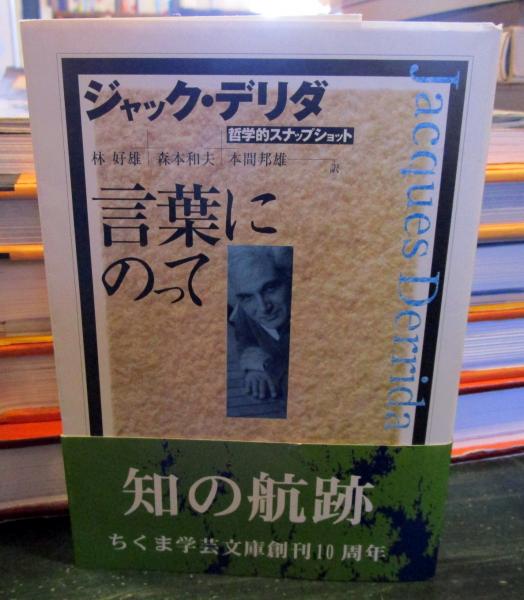 ジャック・デリダ
哲学的スナップショット
林 好雄 森本和夫 本間邦雄 訳
言葉に
のって
Jacques Derrida
知の航跡
ちくま学芸文庫創刊10周年